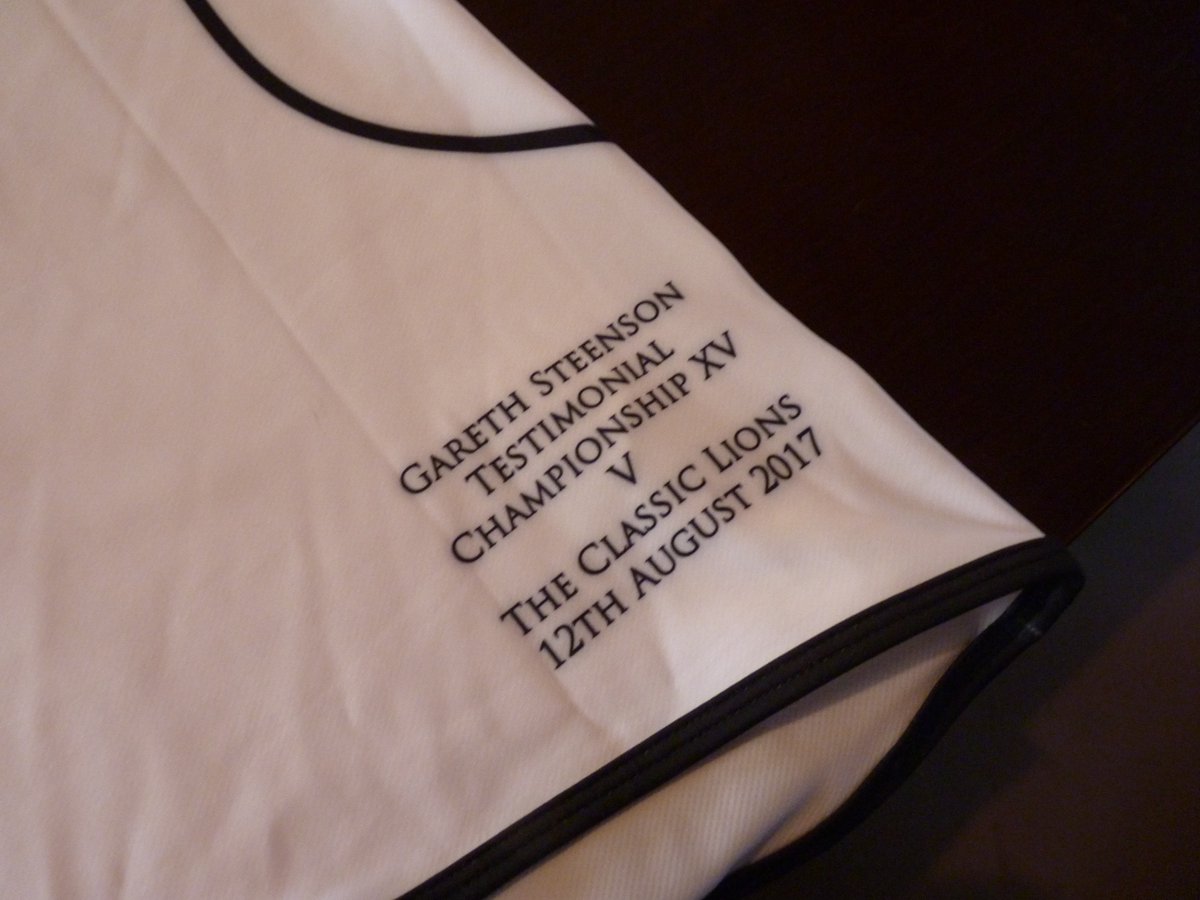 Gareth Steenson
Testimonial
Championship XV
V
The Classic Lions
12th August 2017